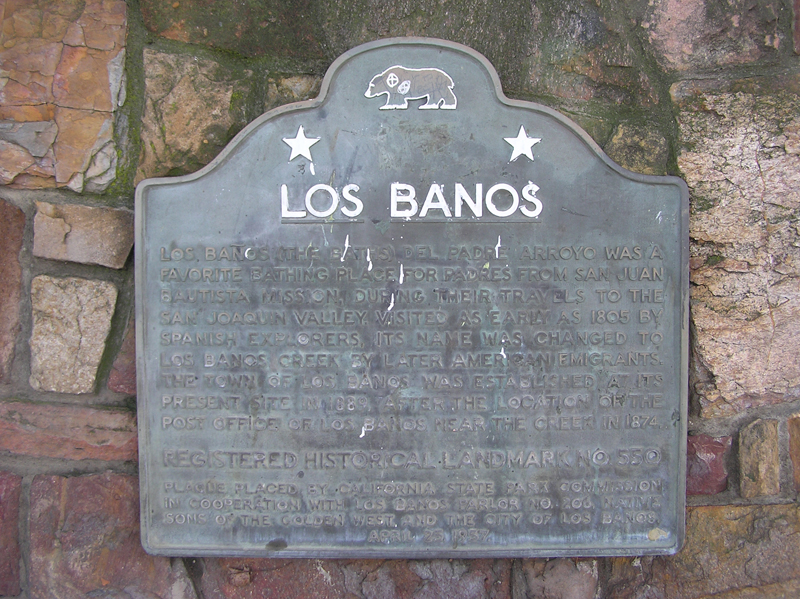 LOS BANOS
LOS BANOS (THE BATHS) DEL PADRE ARROYO WAS A
FAVORITE BATHING PLACE FOR PADRES FROM SAN JUAN
BAUTISTA MISSION, DURING THEIR TRAVELS TO THE
SAN JOAQUIN VALLEY. VISITED AS EARLY AS 1805 BY
SPANISH EXPLORERS, ITS NAME WAS CHANGED TO
LOS BANOS CREEK BY LATER AMERICAN EMIGRANTS.
THE TOWN OF LOS BANOS WAS ESTABLISHED AT ITS
PRESENT SITE IN 1889, AFTER THE LOCATION OF THE
POST OFFICE OF LOS BANOS NEAR THE CREEK IN 1874.
REGISTERED HISTORICAL LANDMARK NO. 550
PLAQUE PLACED BY CALIFORNIA STATE PARK COMMISSION
IN COOPERATION WITH LOS BANOS PARLOR NO. 206 NATIVE
SONS OF THE GOLDEN WEST, AND THE CITY OF LOS BANOS.
APRIL 25 1957